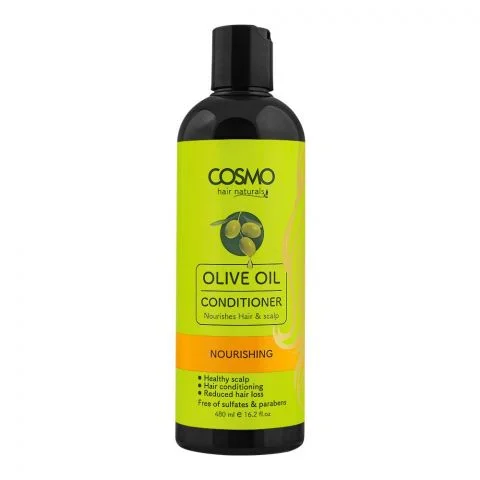 COSMO
hair naturals
OLIVE OIL
CONDITIONER
Nourishes Hair & scalp
NOURISHING
• Healthy scalp
• Hair conditioning
• Reduced hair loss
Free of sulfates & parabens
480 ml e 16.2 fl.oz